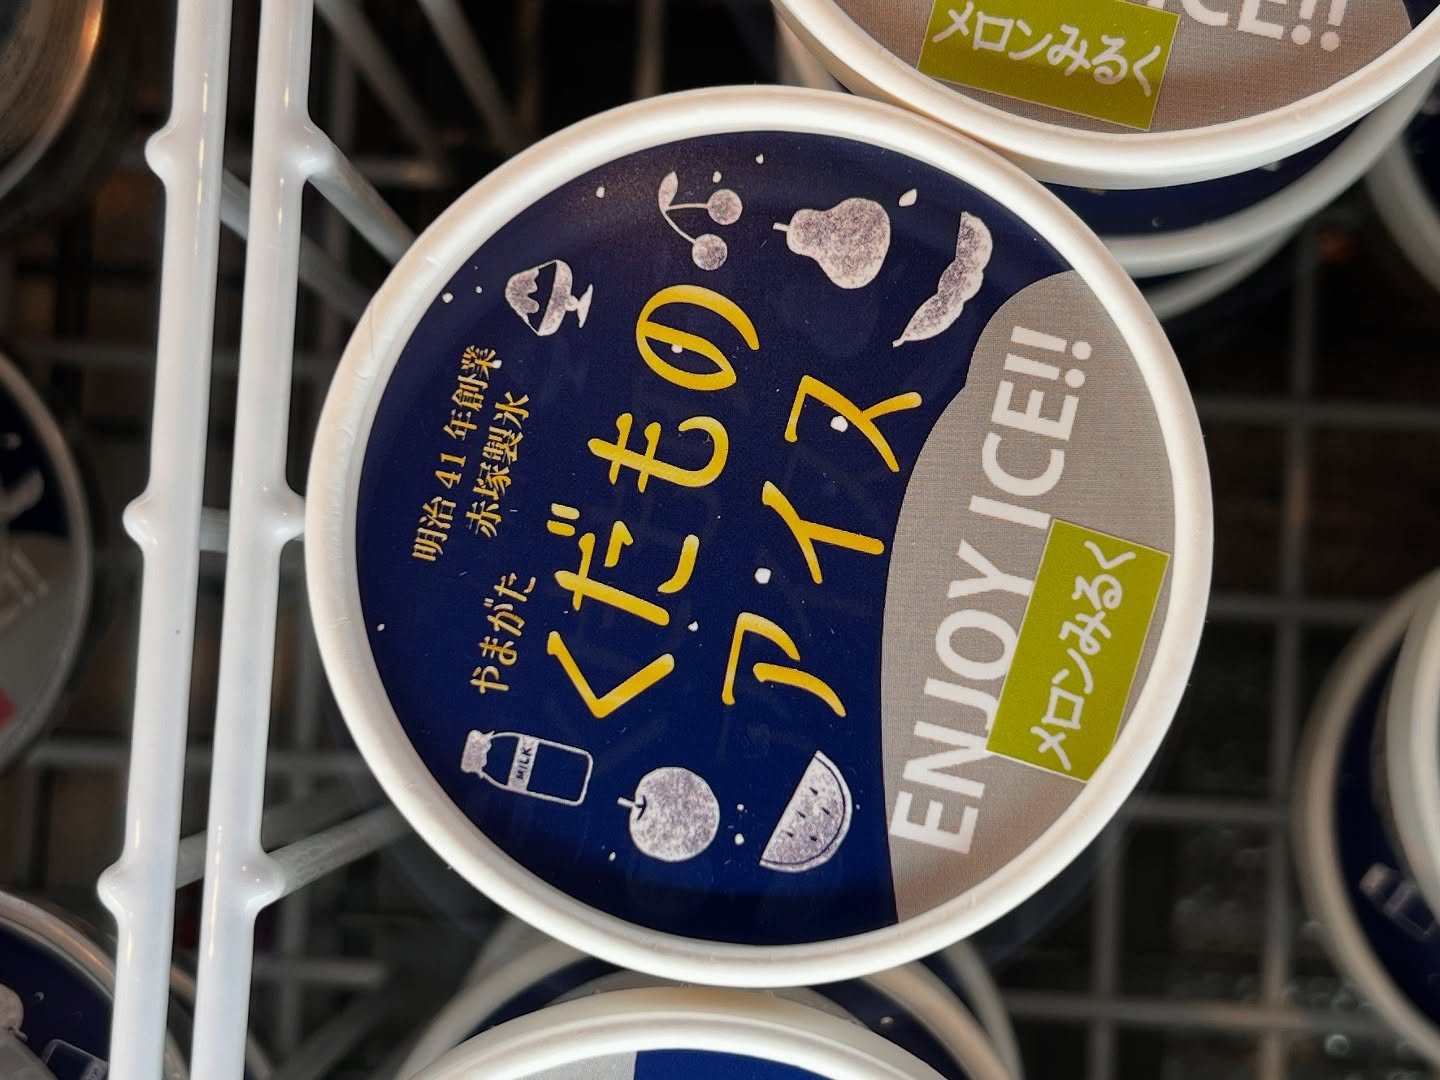 明治41年創業
赤塚製氷
やまがた
くだもの
アイス
MILK
ENJOY ICE!!
メロンみるく
ICE!!
メロンみるく